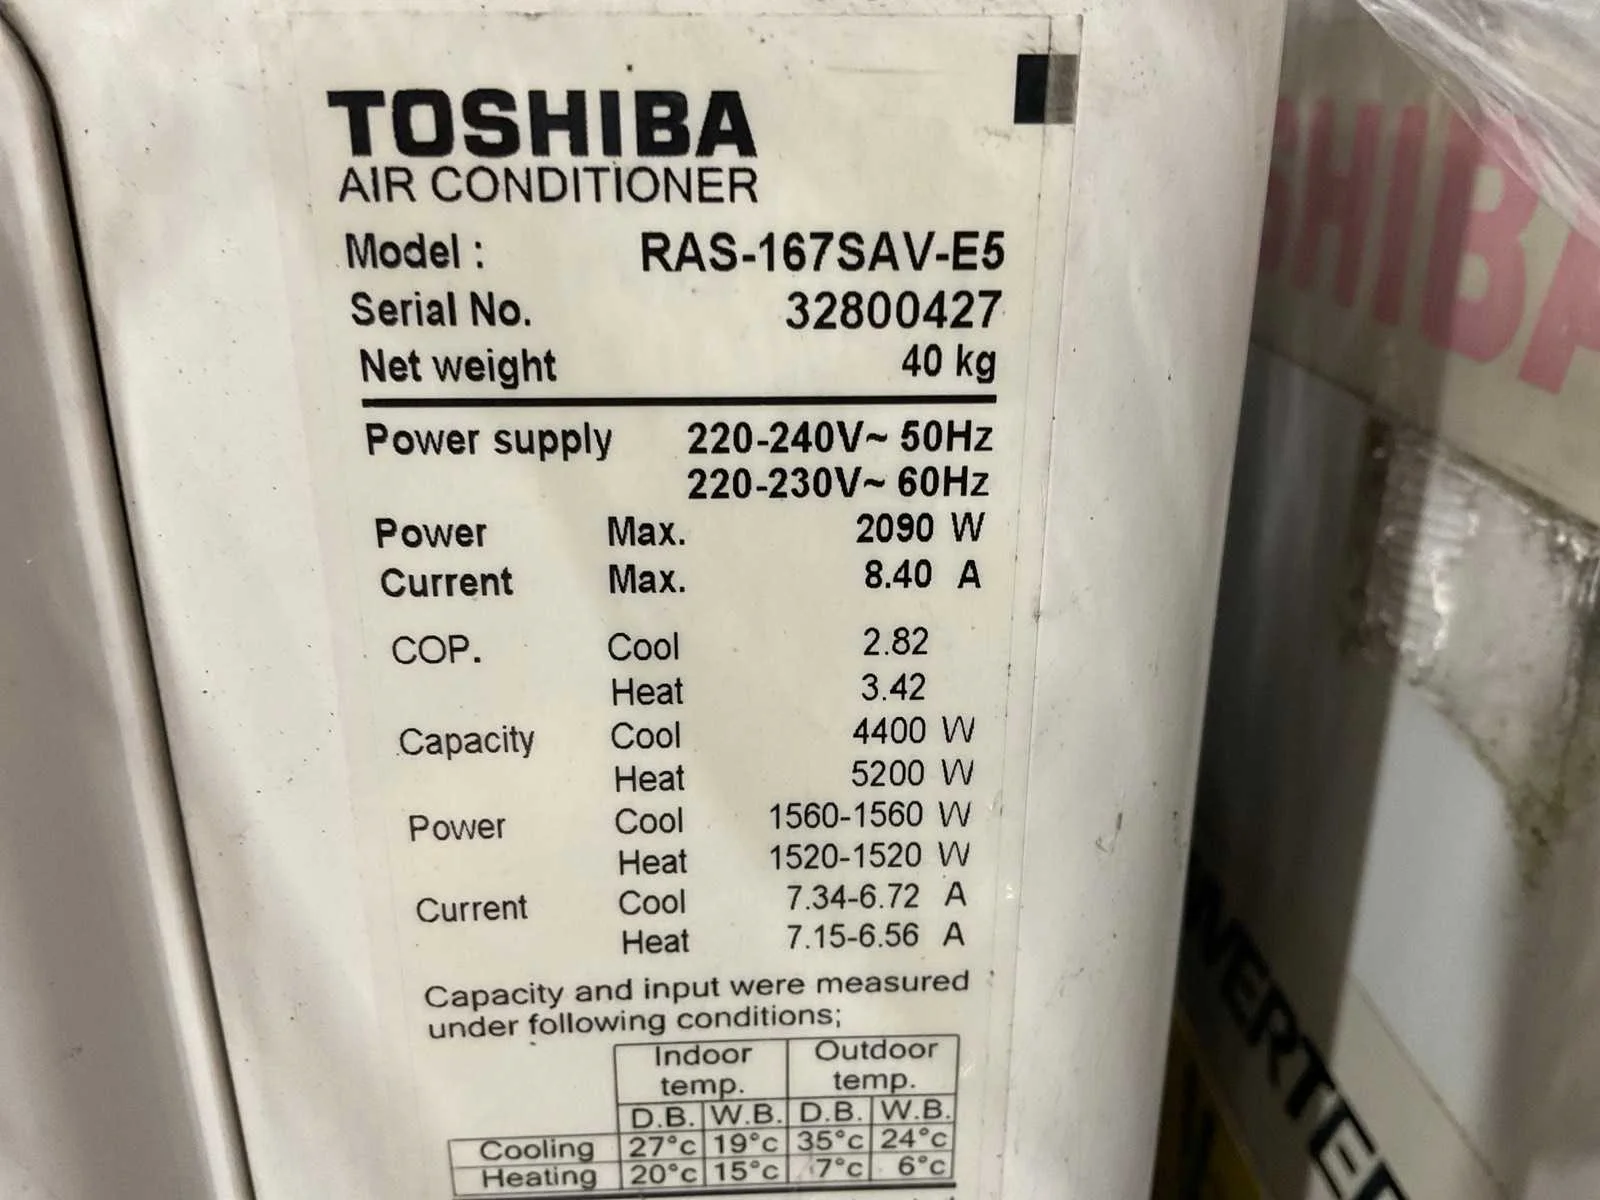 TOSHIBA
AIR CONDITIONER
Model : RAS-167SAV-E5
Serial No. 32800427
Net weight 40 kg
Power supply 220-240V~ 50Hz
220-230V~ 60Hz
Power Max. 2090 W
Current Max. 8.40 A
COP. Cool 2.82
Heat 3.42
Capacity Cool 4400 W
Heat 5200 W
Power Cool 1560-1560 W
Heat 1520-1520 W
Current Cool 7.34-6.72 A
Heat 7.15-6.56 A
Capacity and input were measured
under following conditions;
Indoor temp. Outdoor temp.
D.B. W.B. D.B. W.B.
Cooling 27°c 19°c 35°c 24°c
Heating 20°c 15°c 7°c 6°c
SHIBA
NVERTER